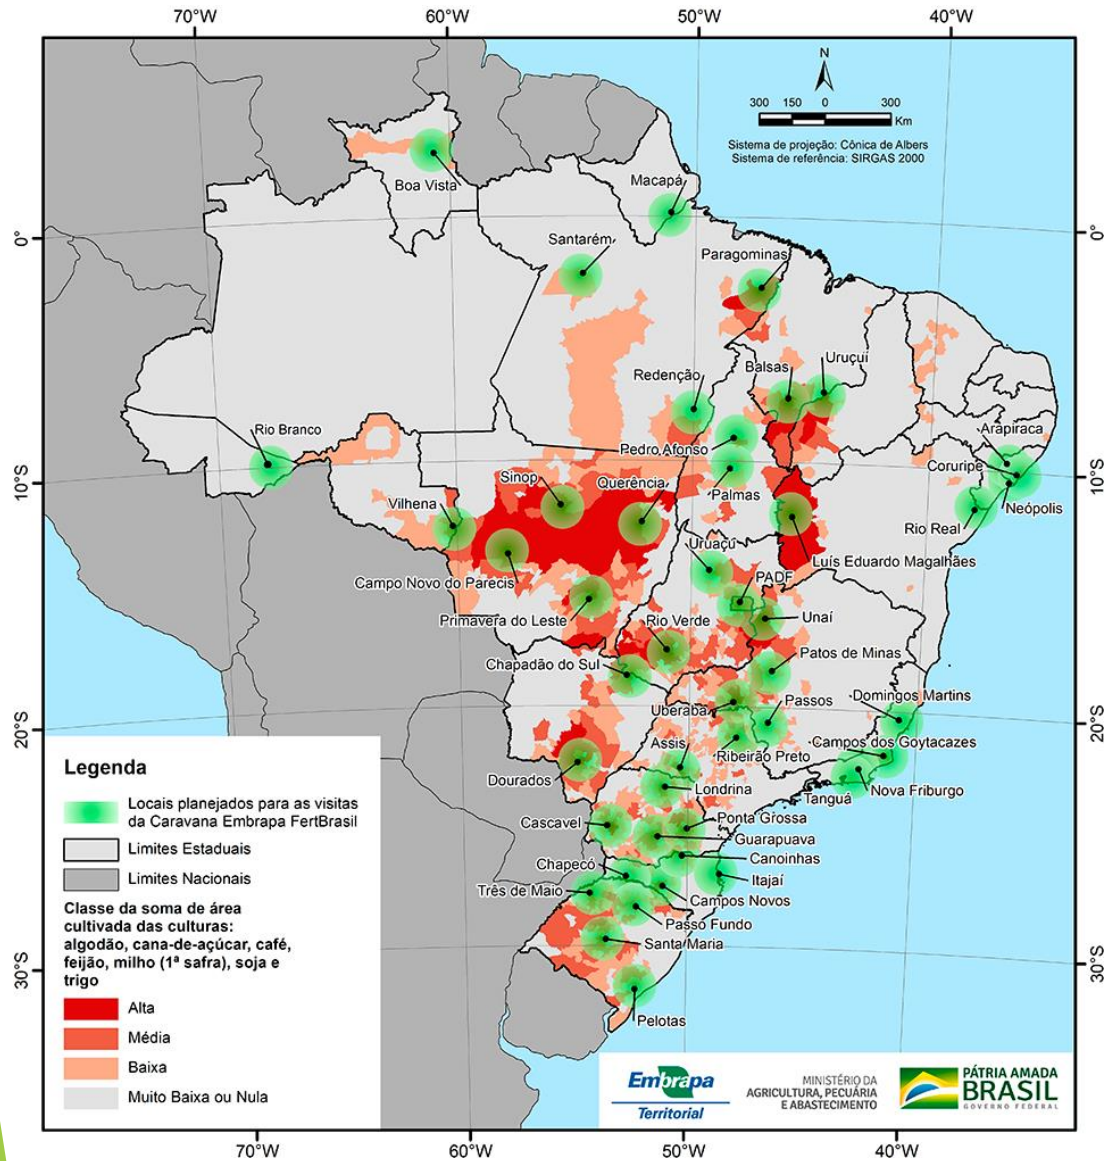 70°W
60°W
50°W
40°W
N
300 150 0 300
Km
Sistema de projeção: Cônica de Albers
Sistema de referência: SIRGAS 2000
Boa Vista
Macapá
0°
0°
Santarém
Paragominas
Redenção
Balsas
Uruçuí
Rio Branco
Pedro Afonso
Arapiraca
Coruripe
10°S
10°S
Sinop
Querência
Palmas
Neópolis
Vilhena
Rio Real
Uruaçú
Luís Eduardo Magalhães
Campo Novo do Parecis
PADF
Primavera do Leste
Rio Verde
Unaí
Chapadão do Sul
Patos de Minas
Uberaba
Passos
Domingos Martins
20°S
20°S
Assis
Ribeirão Preto
Campos dos Goytacazes
Dourados
Londrina
Tanguá
Nova Friburgo
Cascavel
Ponta Grossa
Guarapuava
Chapecó
Canoinhas
Itajaí
Três de Maio
Campos Novos
Passo Fundo
Santa Maria
30°S
30°S
Pelotas
Legenda
Locais planejados para as visitas
da Caravana Embrapa FertBrasil
Limites Estaduais
Limites Nacionais
Classe da soma de área
cultivada das culturas:
algodão, cana-de-açúcar, café,
feijão, milho (1ª safra), soja e
trigo
Alta
Média
Baixa
Muito Baixa ou Nula
Embrapa
Territorial
MINISTÉRIO DA
AGRICULTURA, PECUÁRIA
E ABASTECIMENTO
PÁTRIA AMADA
BRASIL
GOVERNO FEDERAL
70°W
60°W
50°W
40°W